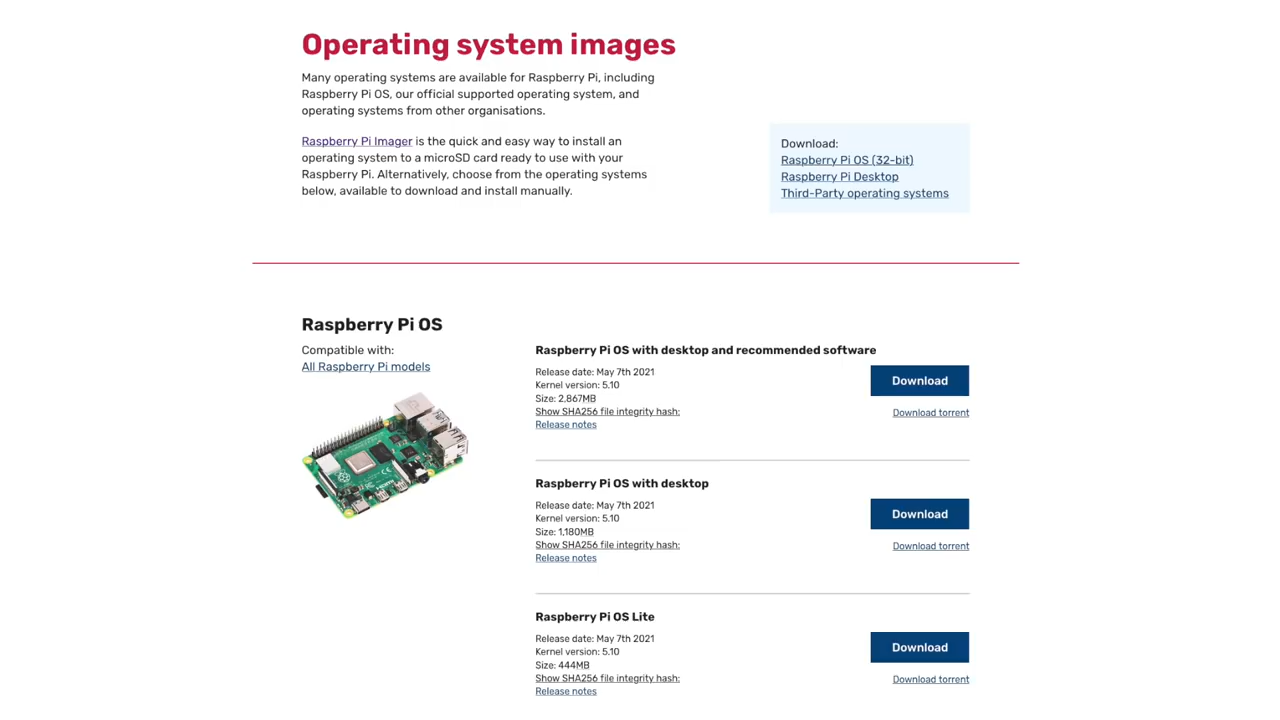 Operating system images
Many operating systems are available for Raspberry Pi, including
Raspberry Pi OS, our official supported operating system, and
operating systems from other organisations.
Raspberry Pi Imager is the quick and easy way to install an
operating system to a microSD card ready to use with your
Raspberry Pi. Alternatively, choose from the operating systems
below, available to download and install manually.
Download:
Raspberry Pi OS (32-bit)
Raspberry Pi Desktop
Third-Party operating systems
Raspberry Pi OS
Compatible with:
All Raspberry Pi models
Raspberry Pi OS with desktop and recommended software
Release date: May 7th 2021
Kernel version: 5.10
Size: 2,867MB
Show SHA256 file integrity hash:
Release notes
Download
Download torrent
Raspberry Pi OS with desktop
Release date: May 7th 2021
Kernel version: 5.10
Size: 1,180MB
Show SHA256 file integrity hash:
Release notes
Download
Download torrent
Raspberry Pi OS Lite
Release date: May 7th 2021
Kernel version: 5.10
Size: 444MB
Show SHA256 file integrity hash:
Release notes
Download
Download torrent